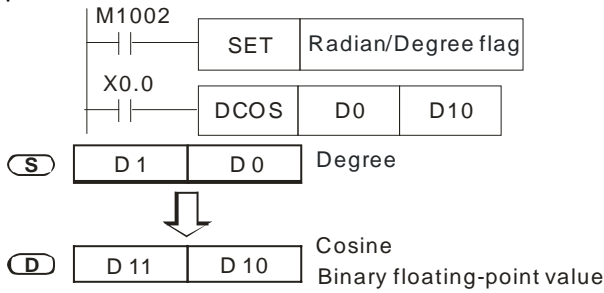 M1002
SET Radian/Degree flag
X0.0
DCOS D0 D10
S D 1 D 0 Degree
Cosine
D D 11 D 10
Binary floating-point value